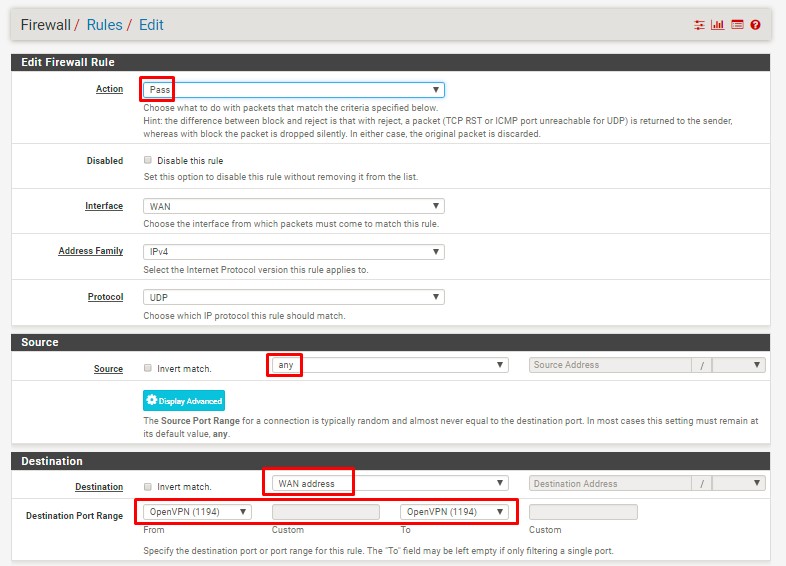 Firewall / Rules / Edit
Edit Firewall Rule
Action
Pass
Choose what to do with packets that match the criteria specified below.
Hint: the difference between block and reject is that with reject, a packet (TCP RST or ICMP port unreachable for UDP) is returned to the sender,
whereas with block the packet is dropped silently. In either case, the original packet is discarded.
Disabled
Disable this rule
Set this option to disable this rule without removing it from the list.
Interface
WAN
Choose the interface from which packets must come to match this rule.
Address Family
IPv4
Select the Internet Protocol version this rule applies to.
Protocol
UDP
Choose which IP protocol this rule should match.
Source
Source
Invert match.
any
Source Address
/
Display Advanced
The Source Port Range for a connection is typically random and almost never equal to the destination port. In most cases this setting must remain at
its default value, any.
Destination
Destination
Invert match.
WAN address
Destination Address
/
Destination Port Range
OpenVPN (1194)
OpenVPN (1194)
From
Custom
To
Custom
Specify the destination port or port range for this rule. The "To" field may be left empty if only filtering a single port.